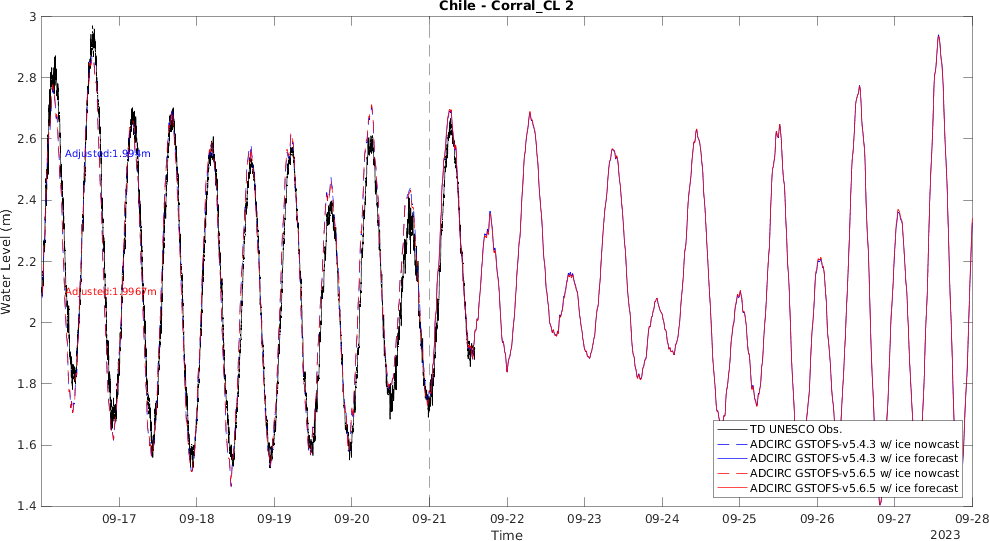 Chile - Corral_CL 2
3
2.8
2.6
2.4
2.2
2
1.8
1.6
1.4
Water Level (m)
Adjusted:1.994m
Adjusted:1.9967m
TD UNESCO Obs.
ADCIRC GSTOFS-v5.4.3 w/ ice nowcast
ADCIRC GSTOFS-v5.4.3 w/ ice forecast
ADCIRC GSTOFS-v5.6.5 w/ ice nowcast
ADCIRC GSTOFS-v5.6.5 w/ ice forecast
09-17 09-18 09-19 09-20 09-21 09-22 09-23 09-24 09-25 09-26 09-27 09-28
Time
2023